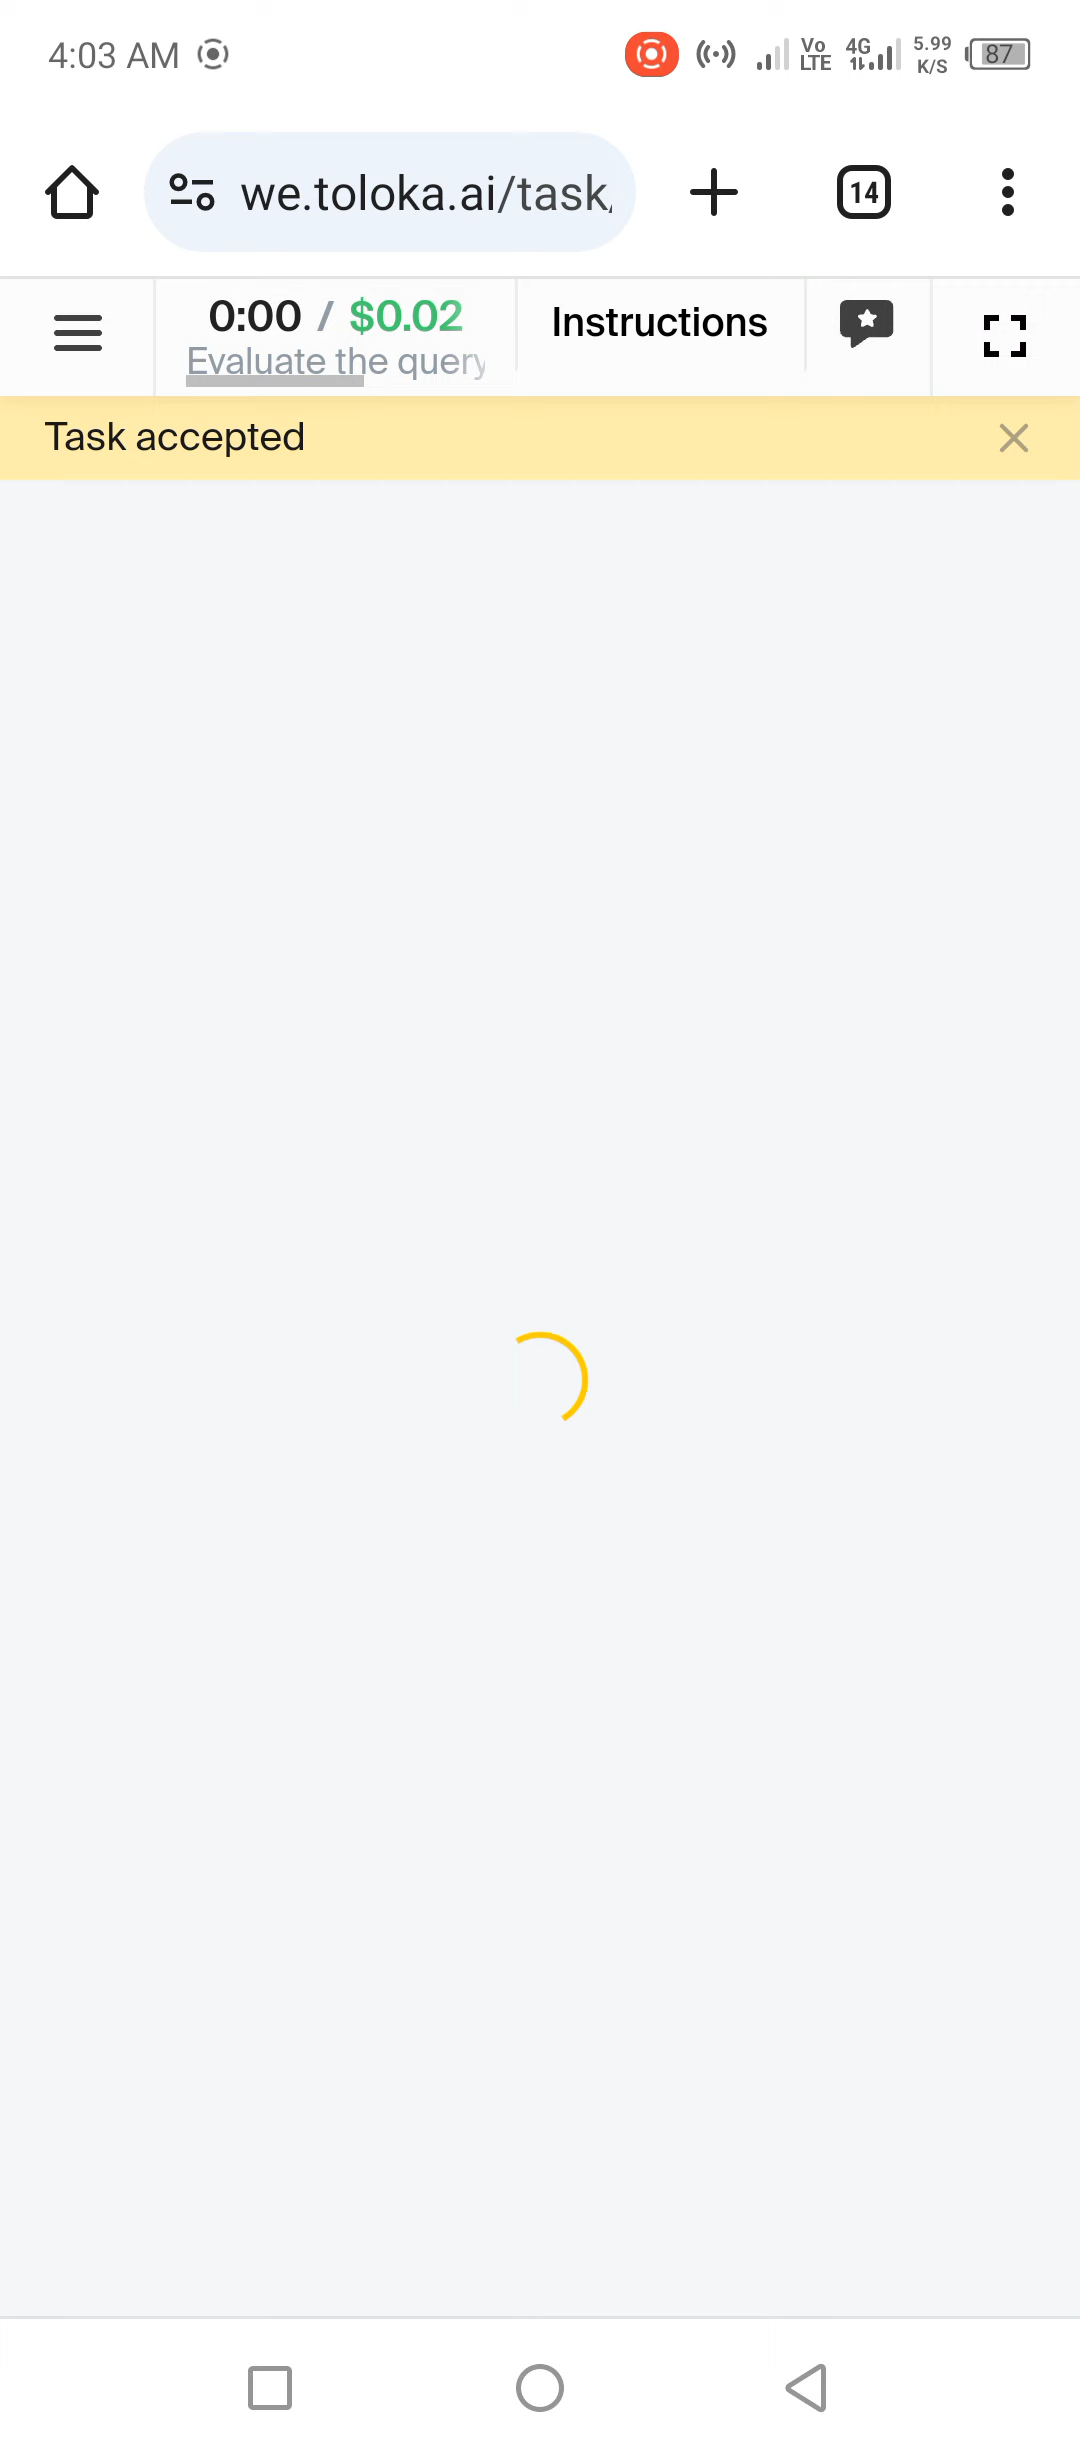 4:03 AM
Vo LTE 4G 5.99 K/S 87
we.toloka.ai/task
14
0:00 / $0.02
Evaluate the query
Instructions
Task accepted